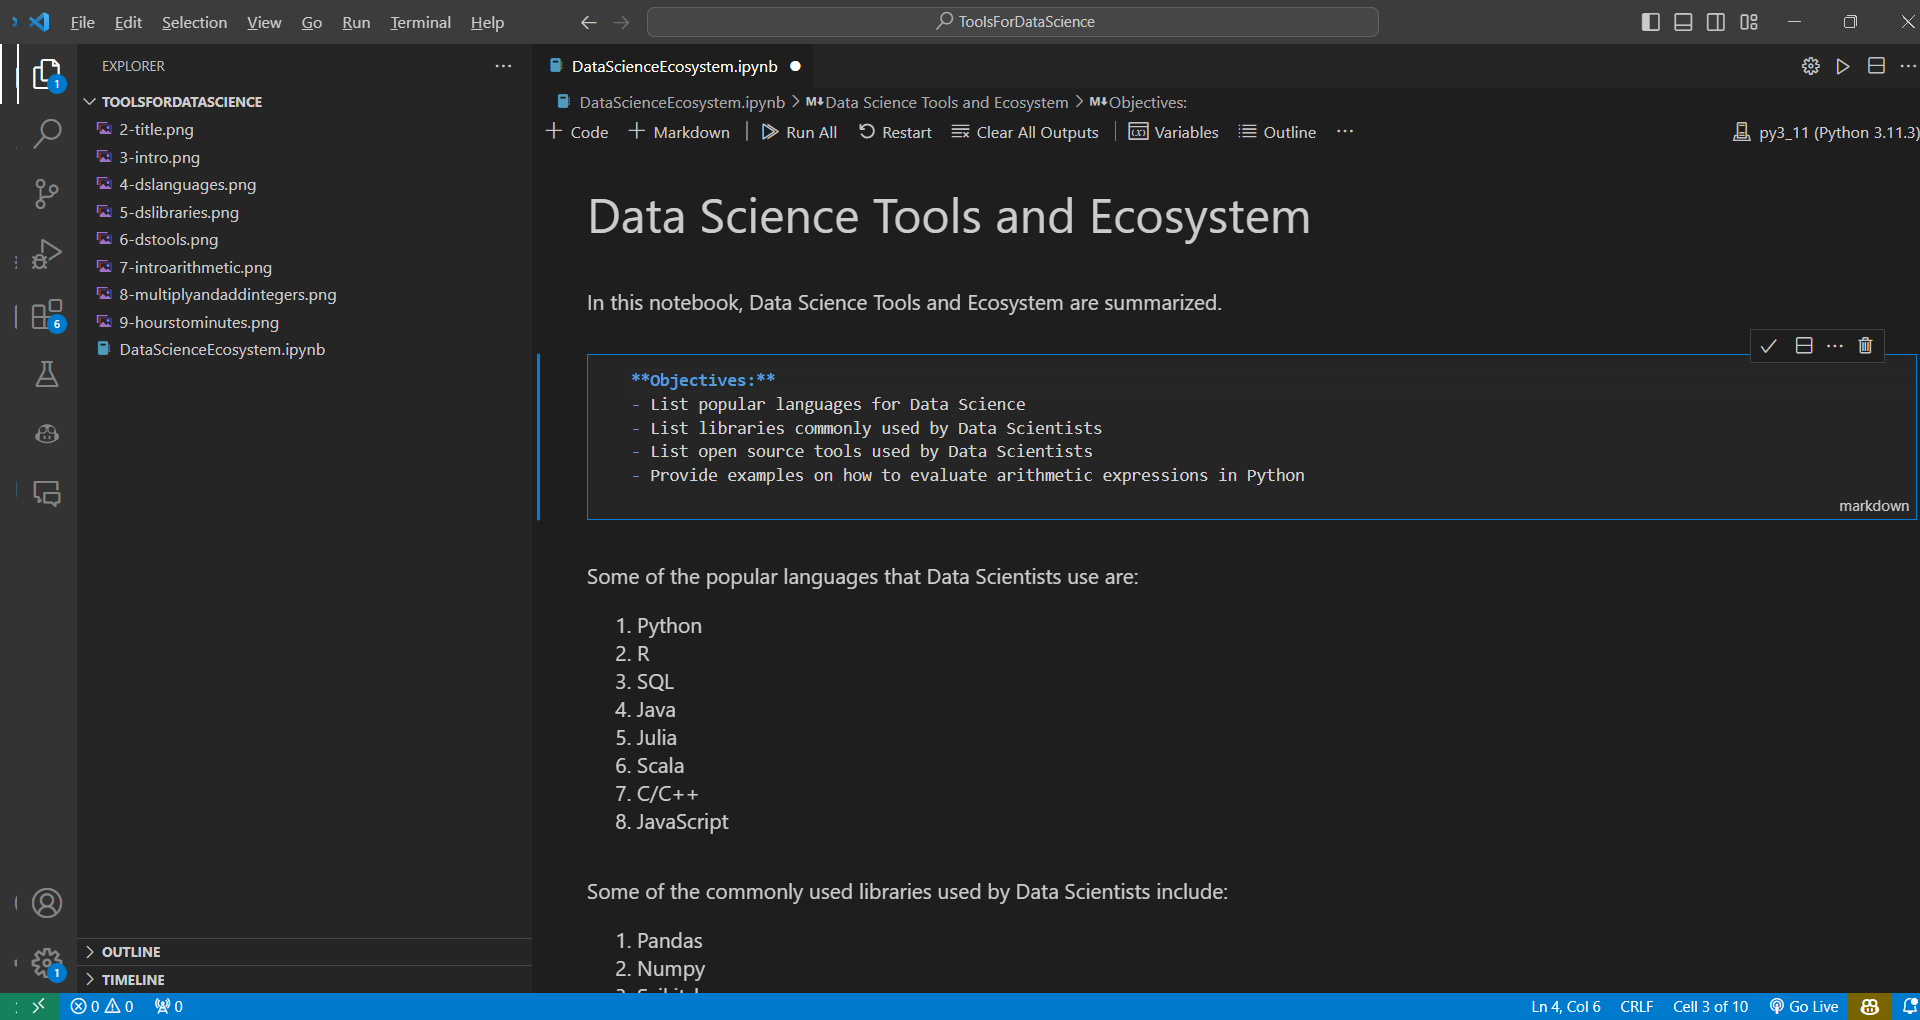 File Edit Selection View Go Run Terminal Help
ToolsForDataScience
EXPLORER
TOOLSFORDATASCIENCE
2-title.png
3-intro.png
4-dslanguages.png
5-dslibraries.png
6-dstools.png
7-introarithmetic.png
8-multiplyandaddintegers.png
9-hourstominutes.png
DataScienceEcosystem.ipynb
OUTLINE
TIMELINE
1
6
1
DataScienceEcosystem.ipynb
DataScienceEcosystem.ipynb > M↓Data Science Tools and Ecosystem > M↓Objectives:
+ Code + Markdown | Run All Restart Clear All Outputs | Variables Outline ···
py3_11 (Python 3.11.3)
Data Science Tools and Ecosystem
In this notebook, Data Science Tools and Ecosystem are summarized.
**Objectives:**
- List popular languages for Data Science
- List libraries commonly used by Data Scientists
- List open source tools used by Data Scientists
- Provide examples on how to evaluate arithmetic expressions in Python
markdown
Some of the popular languages that Data Scientists use are:
1. Python
2. R
3. SQL
4. Java
5. Julia
6. Scala
7. C/C++
8. JavaScript
Some of the commonly used libraries used by Data Scientists include:
1. Pandas
2. Numpy
0 0 0
Ln 4, Col 6 CRLF Cell 3 of 10 Go Live